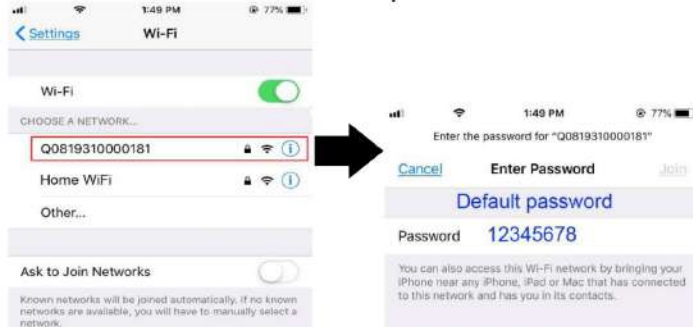 1:49 PM
77%
Settings
Wi-Fi
Wi-Fi
CHOOSE A NETWORK...
Q0819310000181
Home WiFi
Other...
Ask to Join Networks
Known networks will be joined automatically. If no known
networks are available, you will have to manually select a
network.
1:49 PM
77%
Enter the password for "Q0819310000181"
Cancel
Enter Password
Join
Default password
Password 12345678
You can also access this Wi-Fi network by bringing your
iPhone near any iPhone, iPad or Mac that has connected
to this network and has you in its contacts.